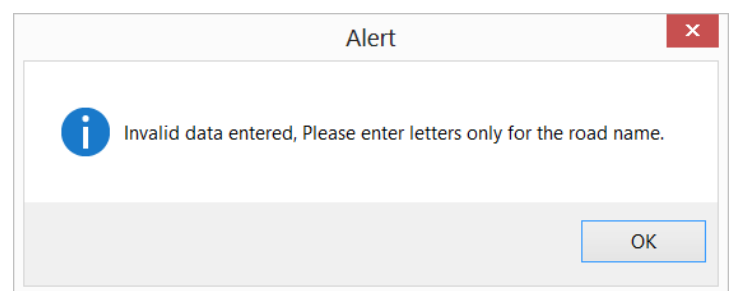 Alert
Invalid data entered, Please enter letters only for the road name.
OK